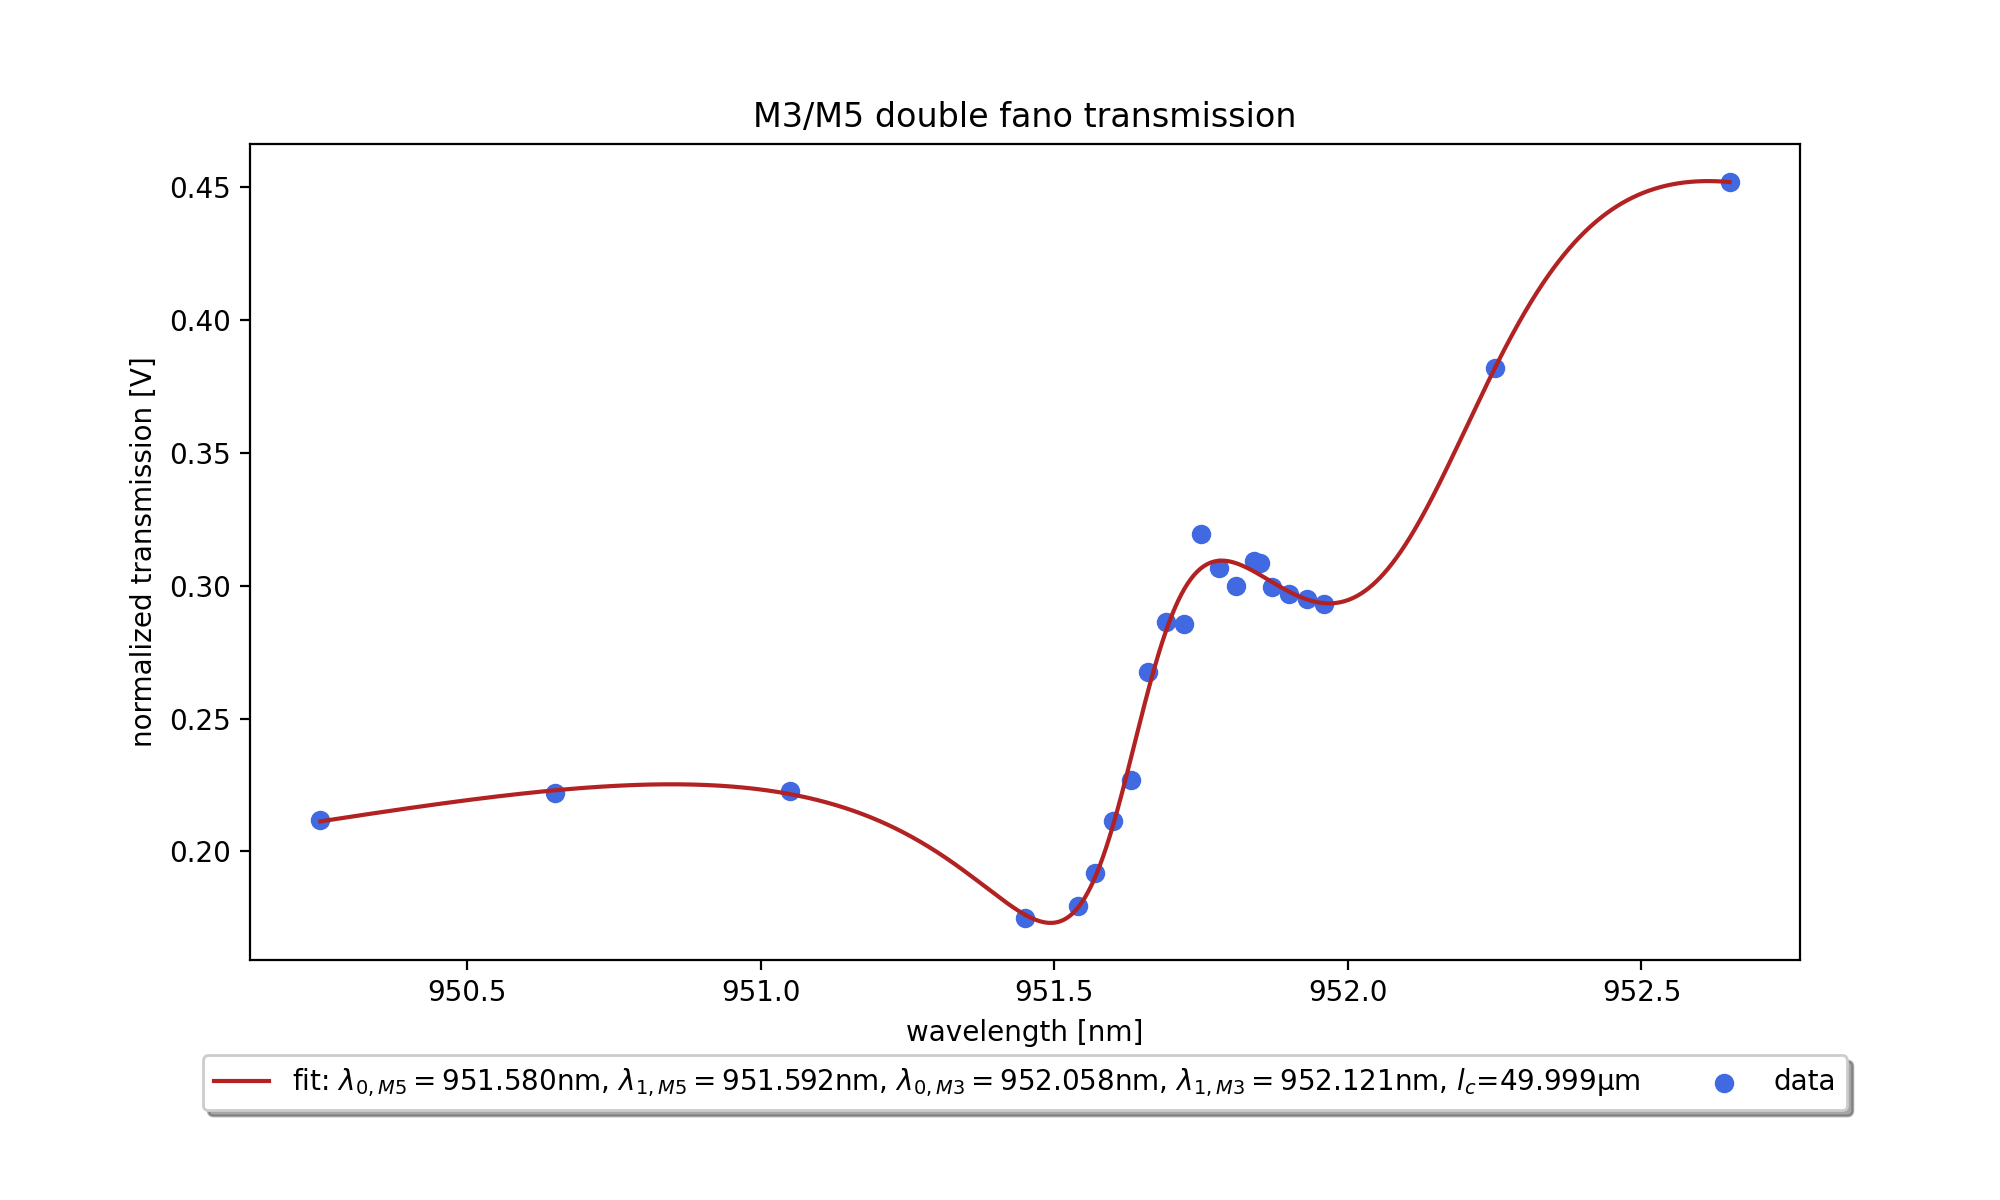 M3/M5 double fano transmission
normalized transmission [V]
0.45
0.40
0.35
0.30
0.25
0.20
950.5 951.0 951.5 952.0 952.5
wavelength [nm]
fit: λ₀,M5 = 951.580nm, λ₁,M5 = 951.592nm, λ₀,M3 = 952.058nm, λ₁,M3 = 952.121nm, l_c=49.999μm data